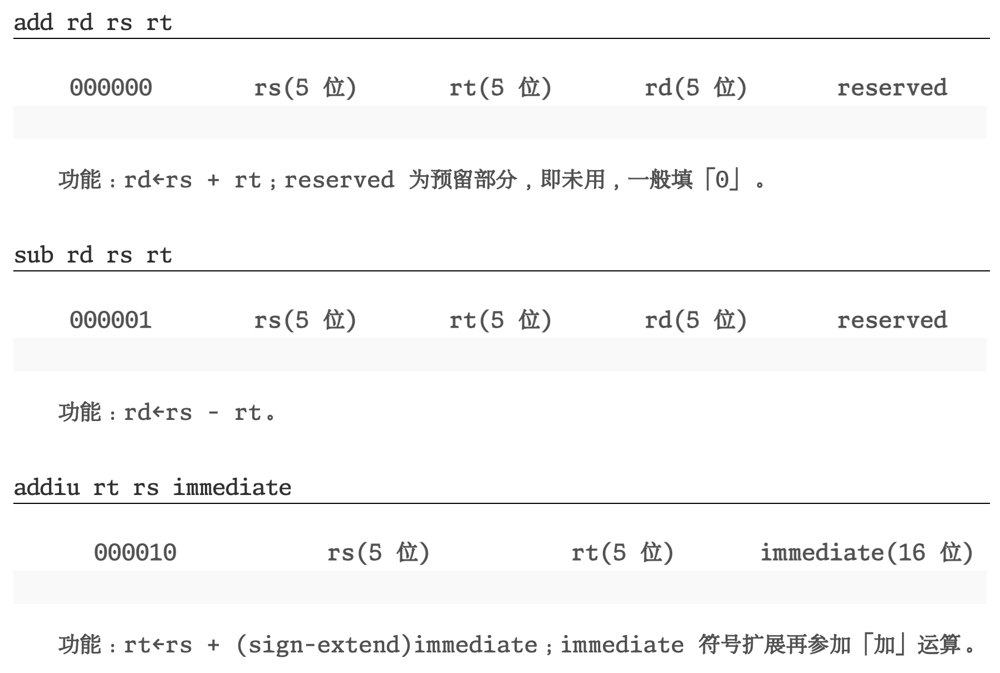 add rd rs rt
000000 rs(5 位) rt(5 位) rd(5 位) reserved
功能：rd←rs + rt；reserved 为预留部分，即未用，一般填「0」。
sub rd rs rt
000001 rs(5 位) rt(5 位) rd(5 位) reserved
功能：rd←rs - rt。
addiu rt rs immediate
000010 rs(5 位) rt(5 位) immediate(16 位)
功能：rt←rs + (sign-extend)immediate；immediate 符号扩展再参加「加」运算。